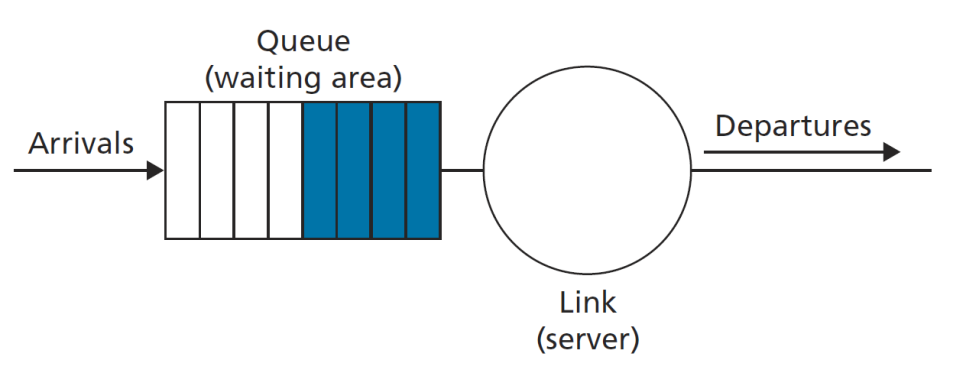 Queue
(waiting area)
Arrivals
Departures
Link
(server)